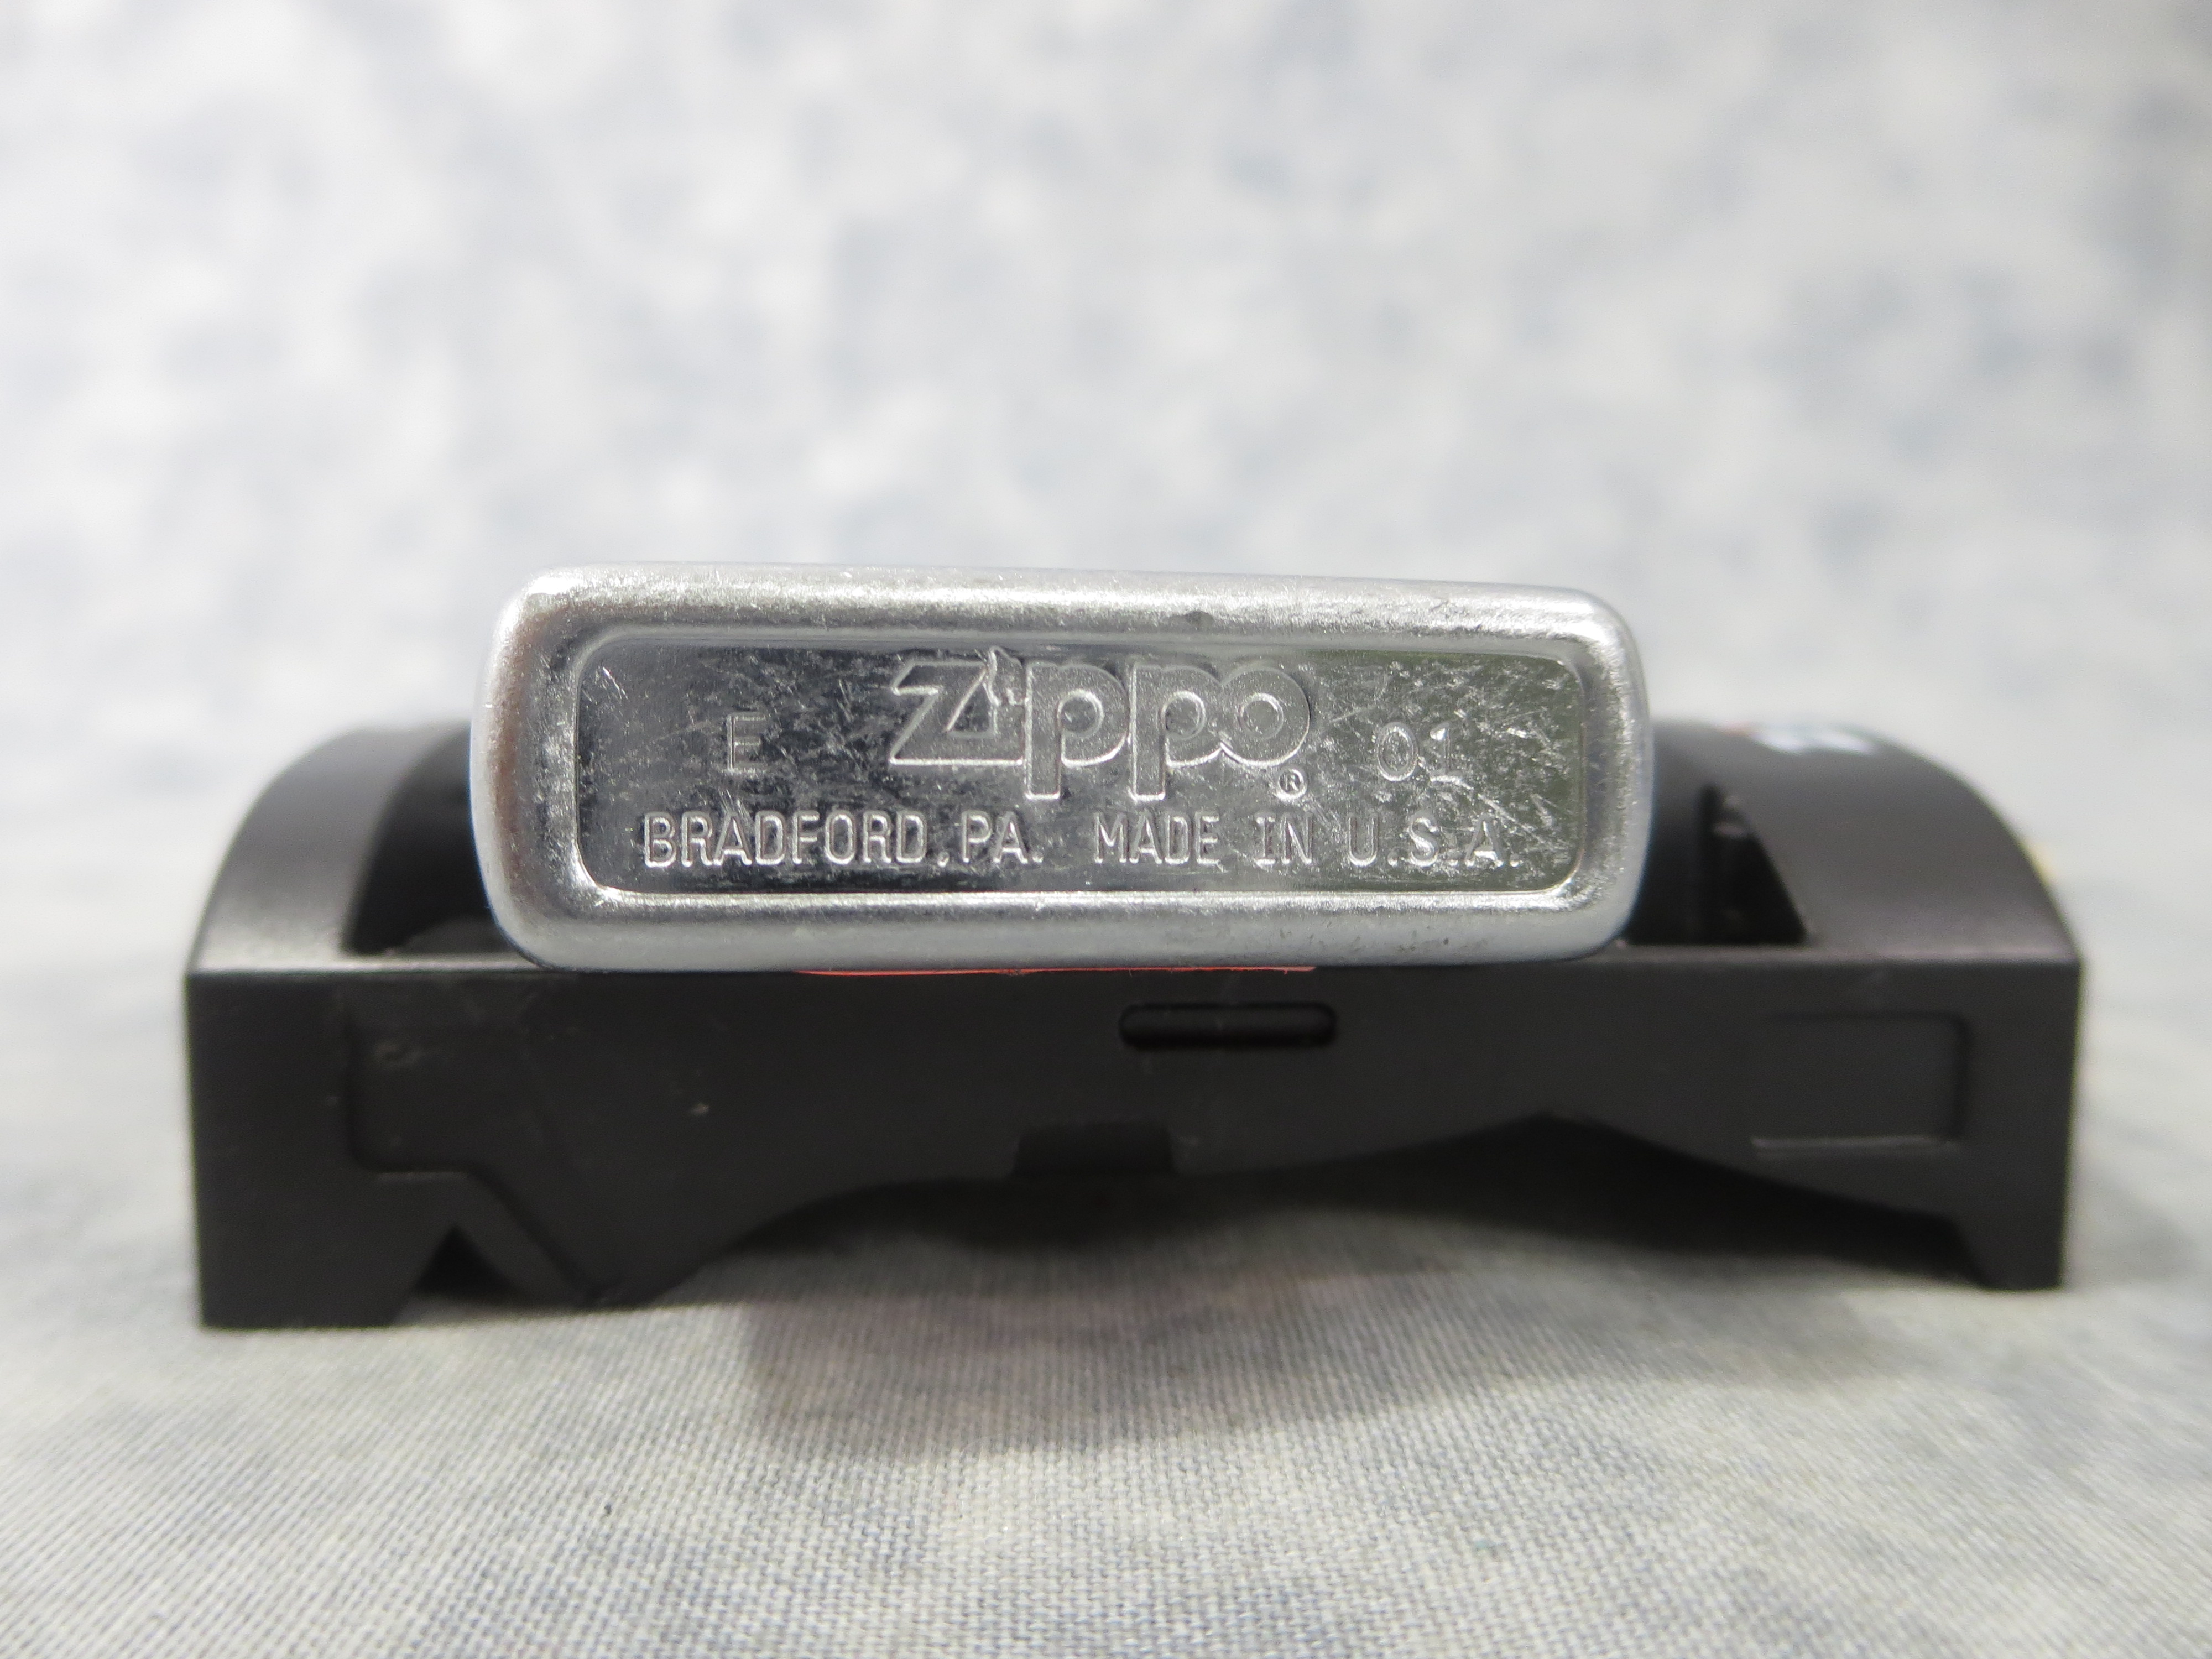 E Zippo ® 01
BRADFORD, PA. MADE IN U.S.A.